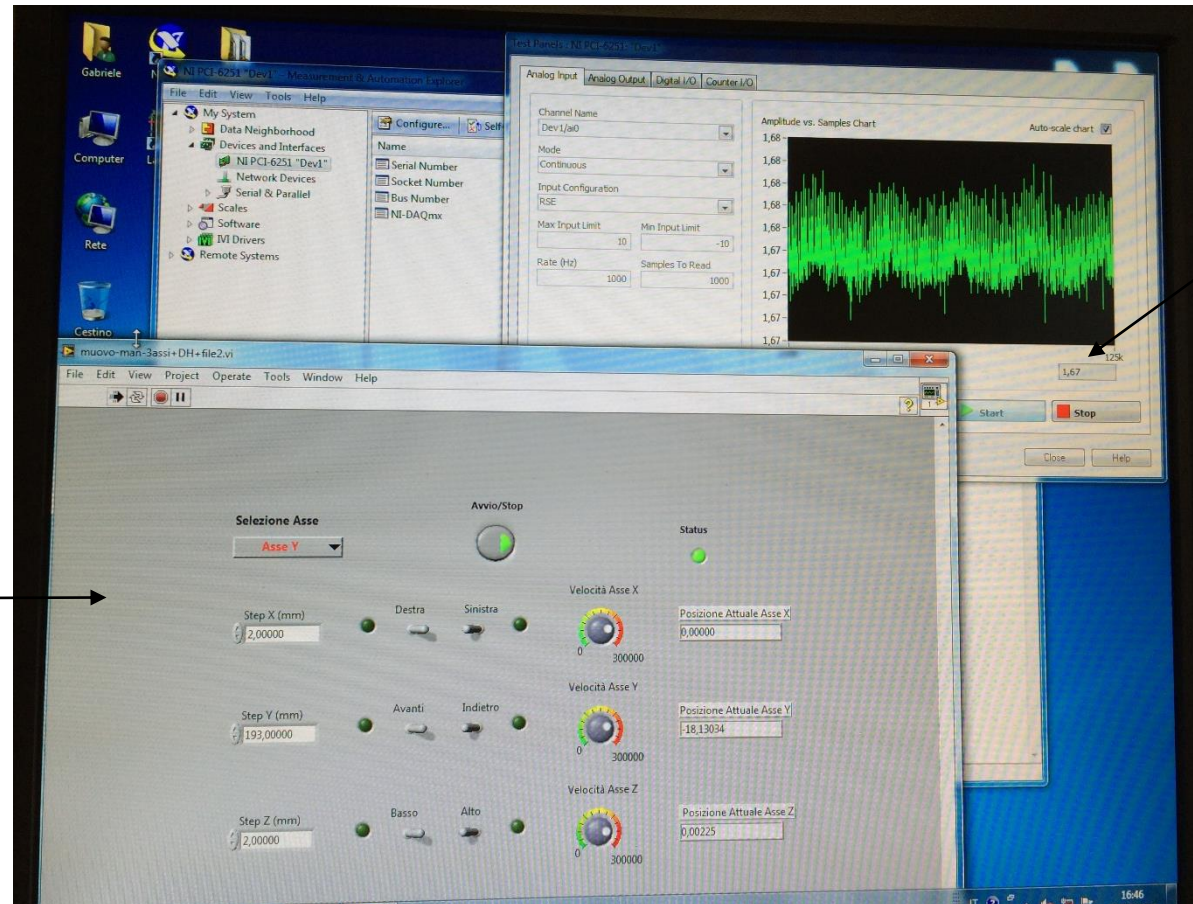 Gabriele
Computer
Rete
Cestino
NI PCI-6251 "Dev1" - Measurement & Automation Explorer
File Edit View Tools Help
My System
Data Neighborhood
Devices and Interfaces
NI PCI-6251 "Dev1"
Network Devices
Serial & Parallel
Scales
Software
IVI Drivers
Remote Systems
Configure...
Name
Serial Number
Socket Number
Bus Number
NI-DAQmx
Test Panels : NI PCI-6251: "Dev1"
Analog Input Analog Output Digital I/O Counter I/O
Channel Name
Dev1/ai0
Mode
Continuous
Input Configuration
RSE
Max Input Limit Min Input Limit
10 -10
Rate (Hz) Samples To Read
1000 1000
Amplitude vs. Samples Chart Auto-scale chart
1,68
1,68
1,68
1,68
1,68
1,67
1,67
1,67
1,67
1,67
125k
1,67
Start Stop
Close Help
muovo-man-3assi+DH+file2.vi
File Edit View Project Operate Tools Window Help
Selezione Asse
Asse Y
Avvio/Stop
Status
Step X (mm)
2,00000
Destra Sinistra
Velocità Asse X
0 300000
Posizione Attuale Asse X
0,00000
Step Y (mm)
193,00000
Avanti Indietro
Velocità Asse Y
0 300000
Posizione Attuale Asse Y
-18,13034
Step Z (mm)
2,00000
Basso Alto
Velocità Asse Z
0 300000
Posizione Attuale Asse Z
0,00225
IT
16:46